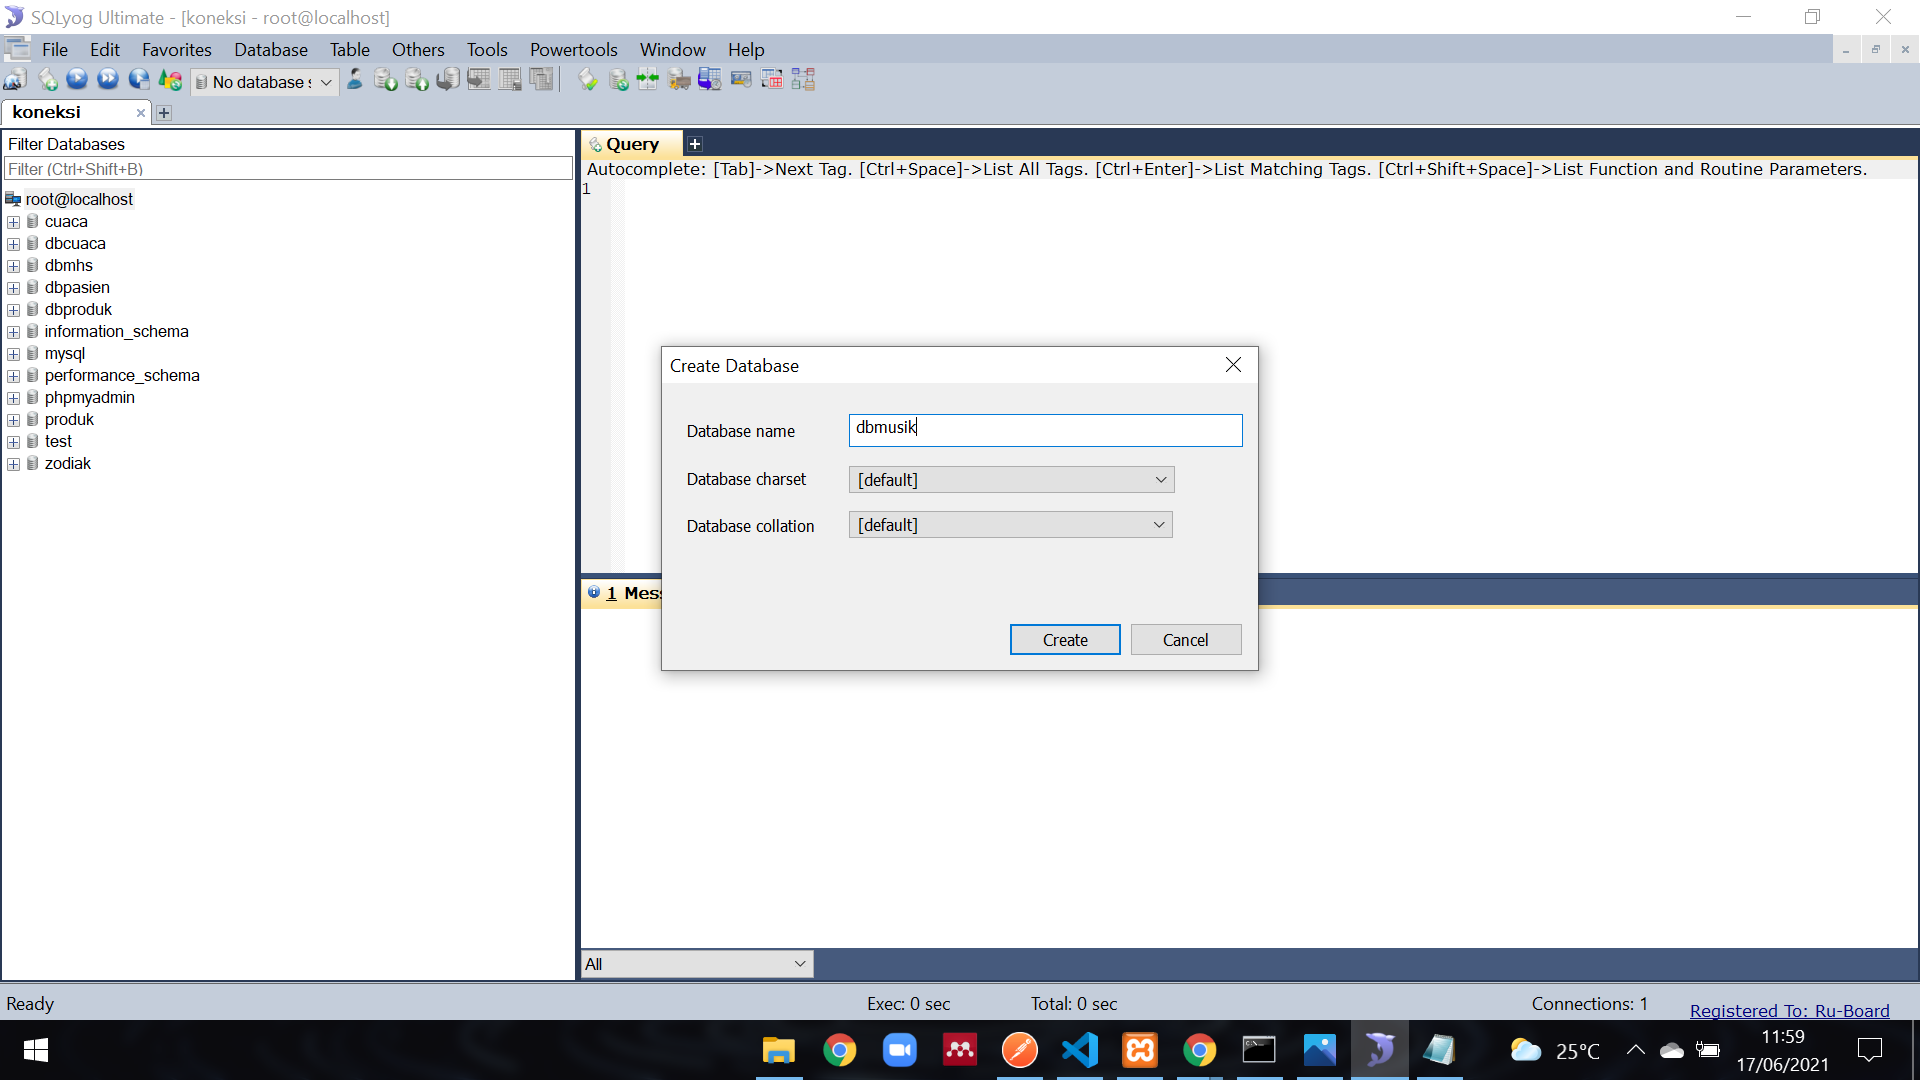 SQLyog Ultimate - [koneksi - root@localhost]
File Edit Favorites Database Table Others Tools Powertools Window Help
No database s
koneksi
Filter Databases
Filter (Ctrl+Shift+B)
root@localhost
cuaca
dbcuaca
dbmhs
dbpasien
dbproduk
information_schema
mysql
performance_schema
phpmyadmin
produk
test
zodiak
Query
Autocomplete: [Tab]->Next Tag. [Ctrl+Space]->List All Tags. [Ctrl+Enter]->List Matching Tags. [Ctrl+Shift+Space]->List Function and Routine Parameters.
1
Create Database
Database name dbmusik
Database charset [default]
Database collation [default]
Create Cancel
1 Mess
All
Ready Exec: 0 sec Total: 0 sec Connections: 1 Registered To: Ru-Board
25°C
11:59
17/06/2021